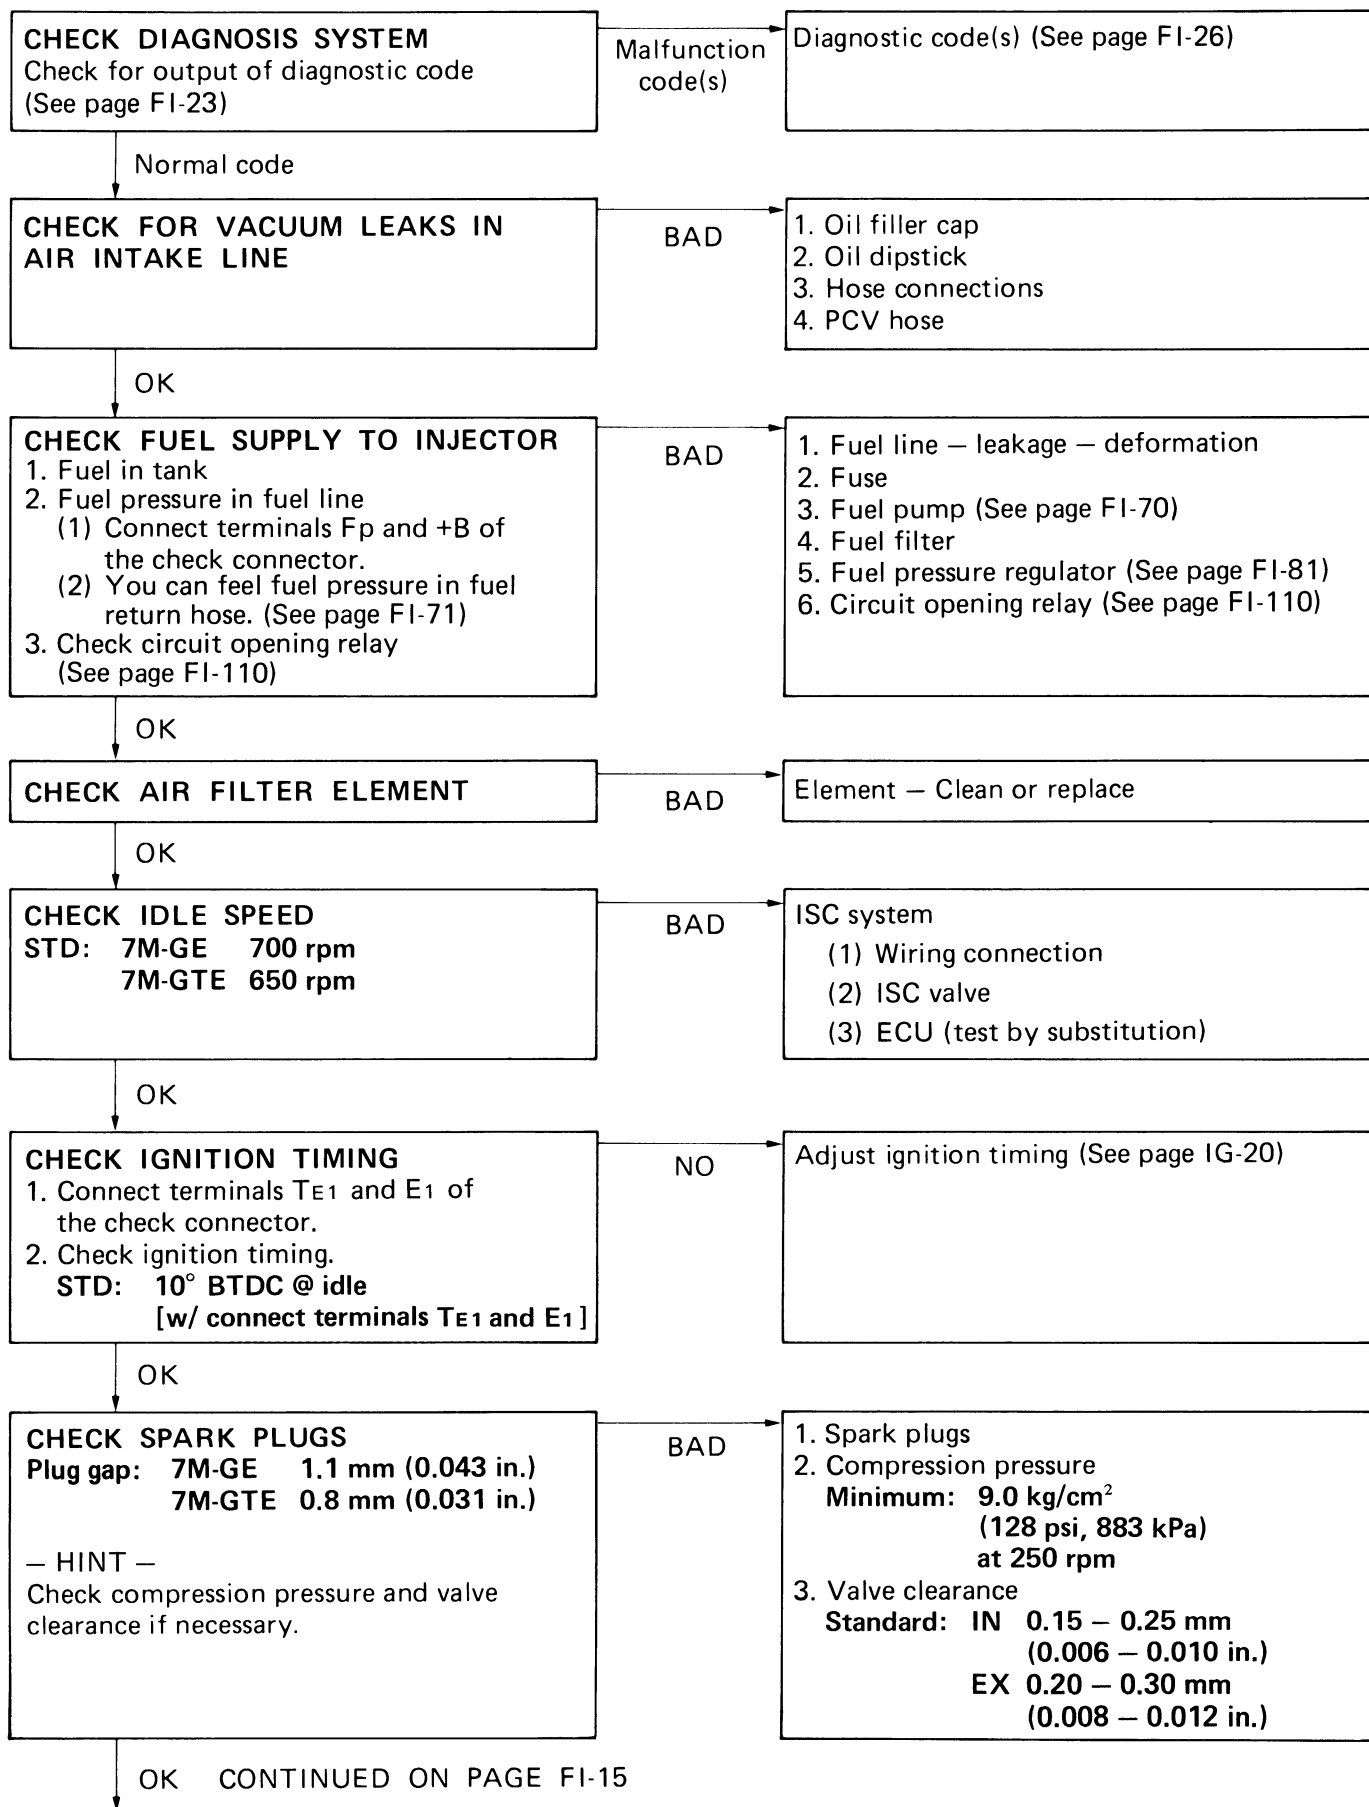 CHECK DIAGNOSIS SYSTEM
Check for output of diagnostic code
(See page FI-23)
Malfunction
code(s)
Diagnostic code(s) (See page FI-26)
Normal code
CHECK FOR VACUUM LEAKS IN
AIR INTAKE LINE
BAD
1. Oil filler cap
2. Oil dipstick
3. Hose connections
4. PCV hose
OK
CHECK FUEL SUPPLY TO INJECTOR
1. Fuel in tank
2. Fuel pressure in fuel line
(1) Connect terminals Fp and +B of
the check connector.
(2) You can feel fuel pressure in fuel
return hose. (See page FI-71)
3. Check circuit opening relay
(See page FI-110)
BAD
1. Fuel line — leakage — deformation
2. Fuse
3. Fuel pump (See page FI-70)
4. Fuel filter
5. Fuel pressure regulator (See page FI-81)
6. Circuit opening relay (See page FI-110)
OK
CHECK AIR FILTER ELEMENT
BAD
Element — Clean or replace
OK
CHECK IDLE SPEED
STD: 7M-GE 700 rpm
7M-GTE 650 rpm
BAD
ISC system
(1) Wiring connection
(2) ISC valve
(3) ECU (test by substitution)
OK
CHECK IGNITION TIMING
1. Connect terminals TE1 and E1 of
the check connector.
2. Check ignition timing.
STD: 10° BTDC @ idle
[w/ connect terminals TE1 and E1]
NO
Adjust ignition timing (See page IG-20)
OK
CHECK SPARK PLUGS
Plug gap: 7M-GE 1.1 mm (0.043 in.)
7M-GTE 0.8 mm (0.031 in.)
— HINT —
Check compression pressure and valve
clearance if necessary.
BAD
1. Spark plugs
2. Compression pressure
Minimum: 9.0 kg/cm²
(128 psi, 883 kPa)
at 250 rpm
3. Valve clearance
Standard: IN 0.15 — 0.25 mm
(0.006 — 0.010 in.)
EX 0.20 — 0.30 mm
(0.008 — 0.012 in.)
OK CONTINUED ON PAGE FI-15